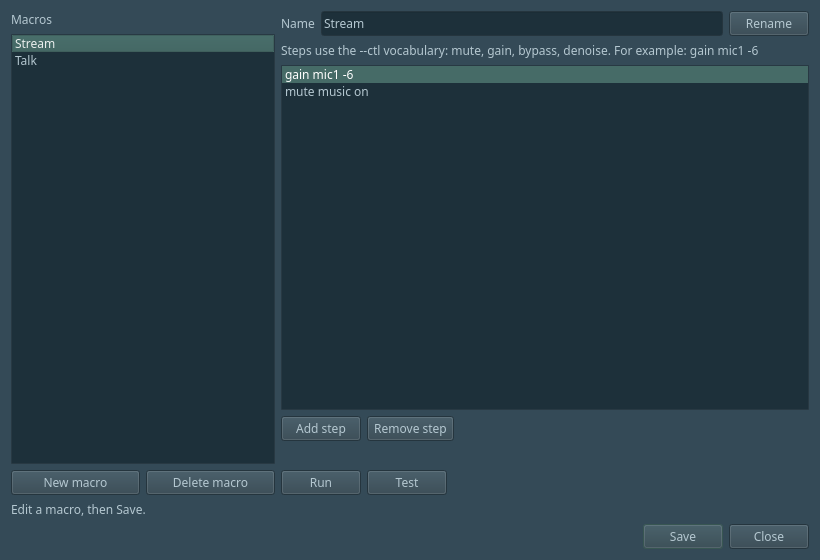 Macros
Stream
Talk
Name Stream Rename
Steps use the --ctl vocabulary: mute, gain, bypass, denoise. For example: gain mic1 -6
gain mic1 -6
mute music on
Add step Remove step
New macro Delete macro Run Test
Edit a macro, then Save.
Save Close